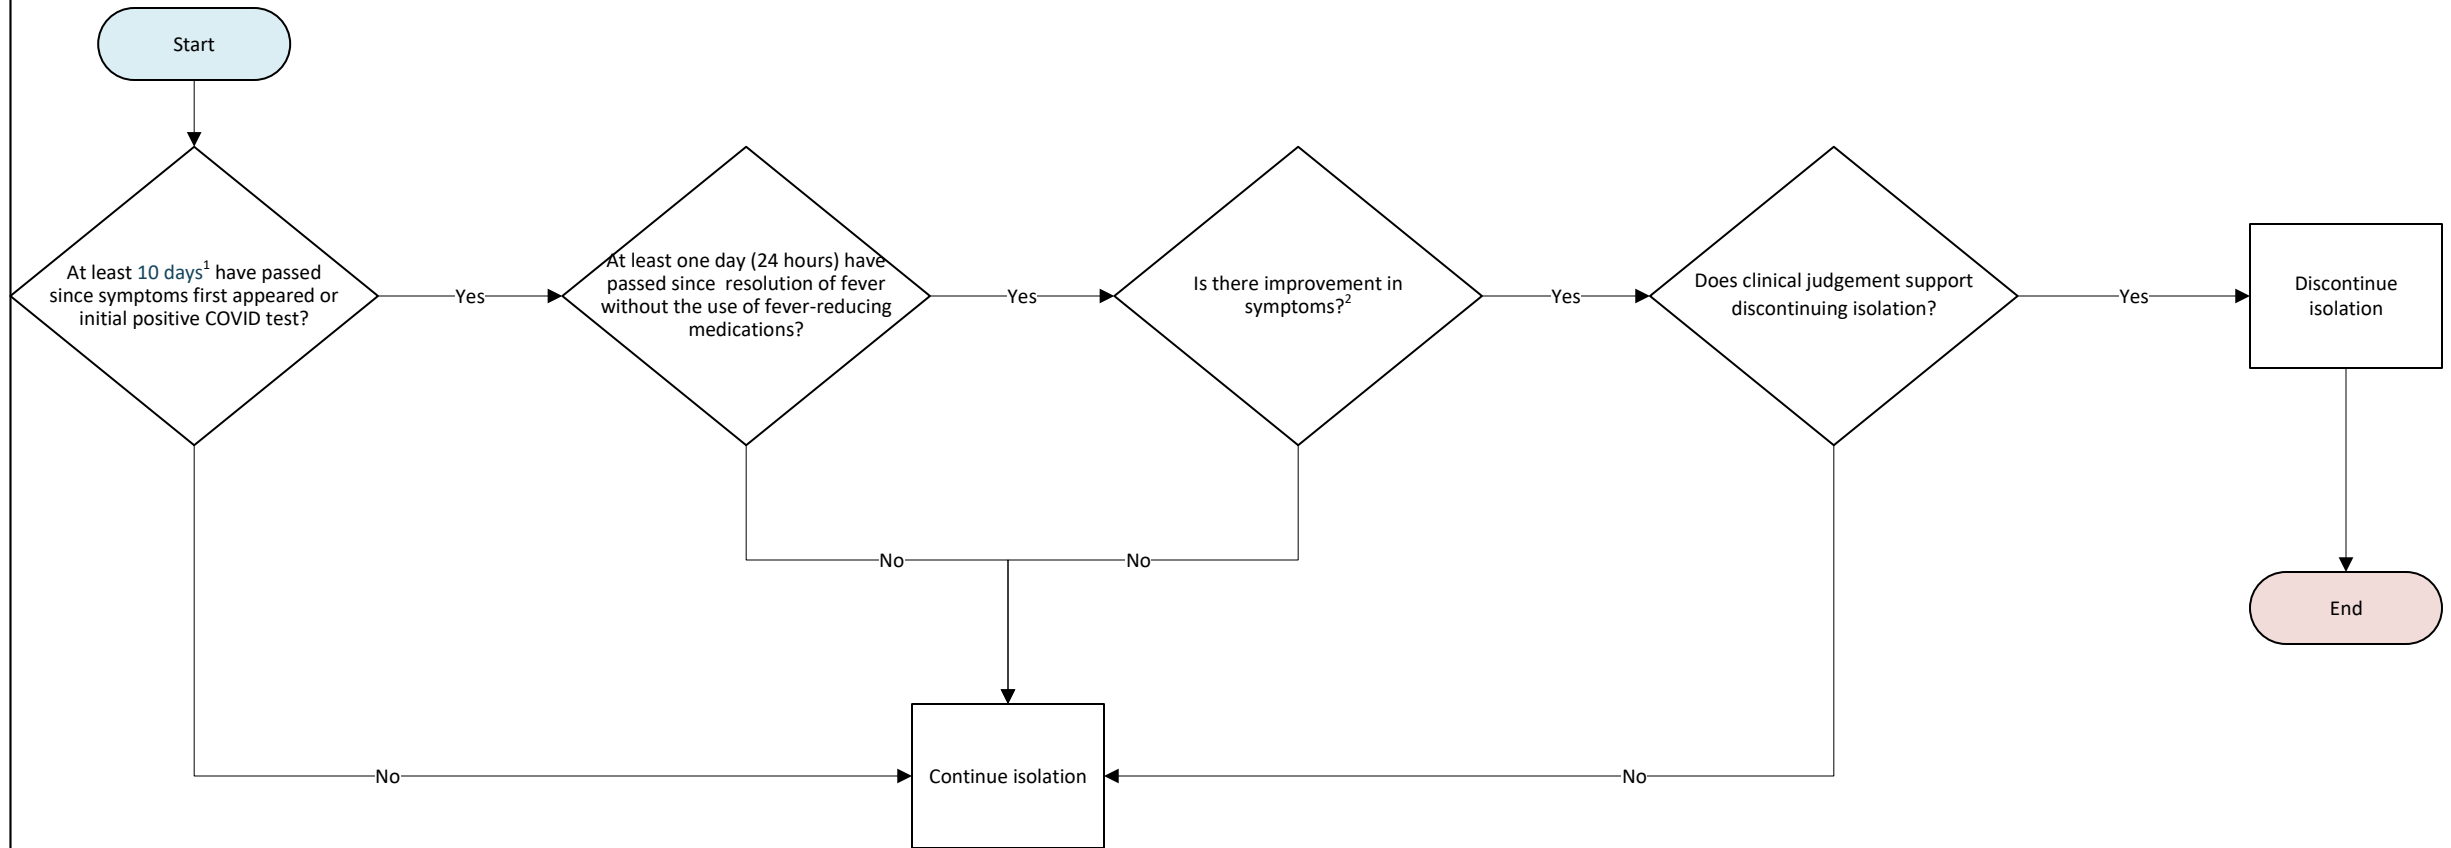 Start
At least 10 days¹ have passed
since symptoms first appeared or
initial positive COVID test?
Yes
At least one day (24 hours) have
passed since  resolution of fever
without the use of fever-reducing
medications?
Yes
Is there improvement in
symptoms?²
Yes
Does clinical judgement support
discontinuing isolation?
Yes
Discontinue
isolation
No
No
End
No
Continue isolation
No